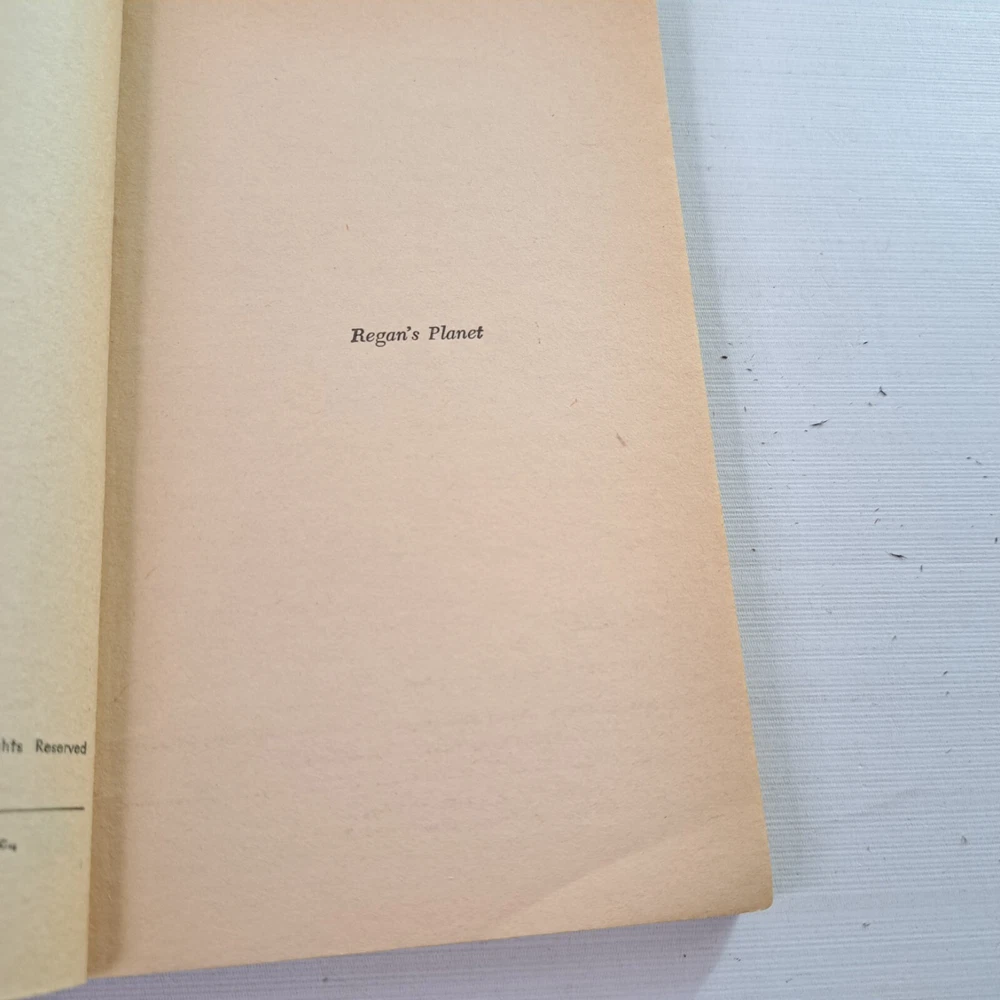 hts Reserved
Regan's Planet